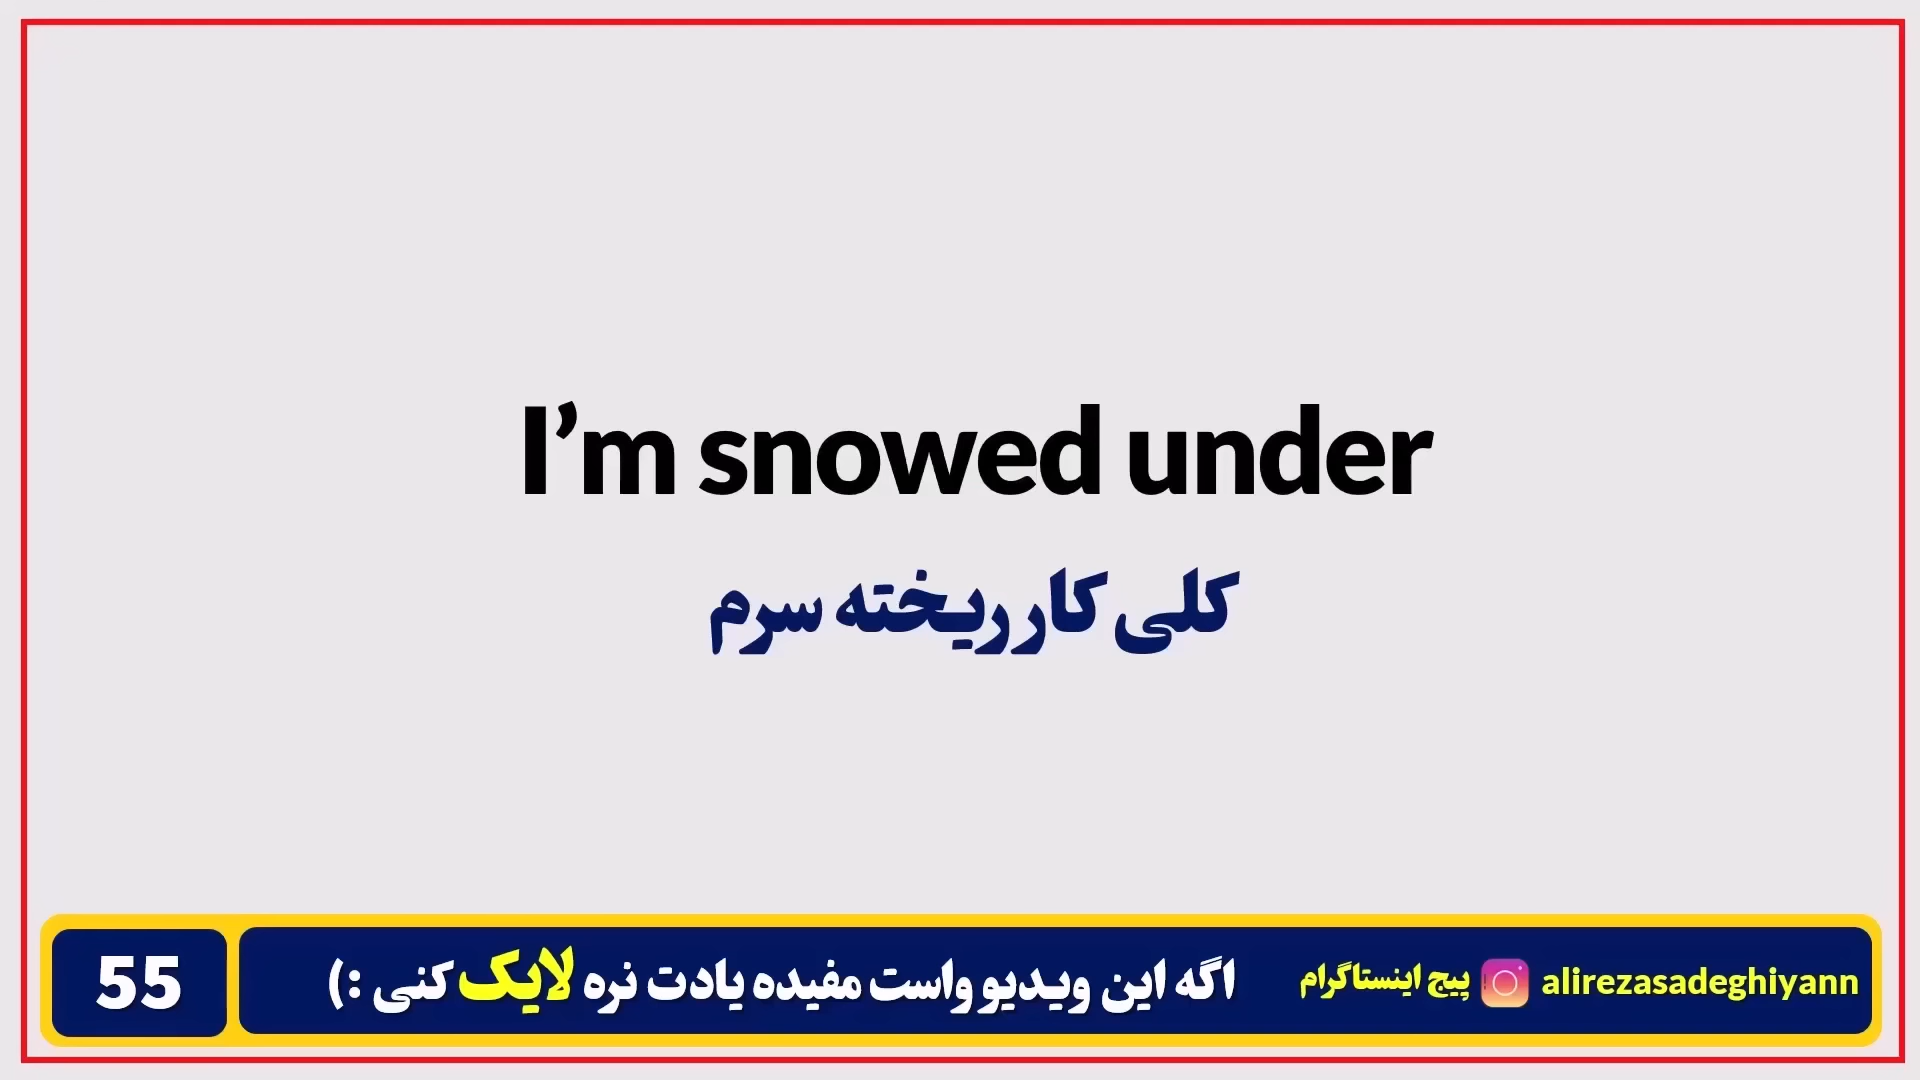 I’m snowed under
کلی کار ریخته سرم
55
اگه این ویدیو واست مفیده یادت نره لایک کنی :)
پیج اینستاگرام
alirezasadeghiyann